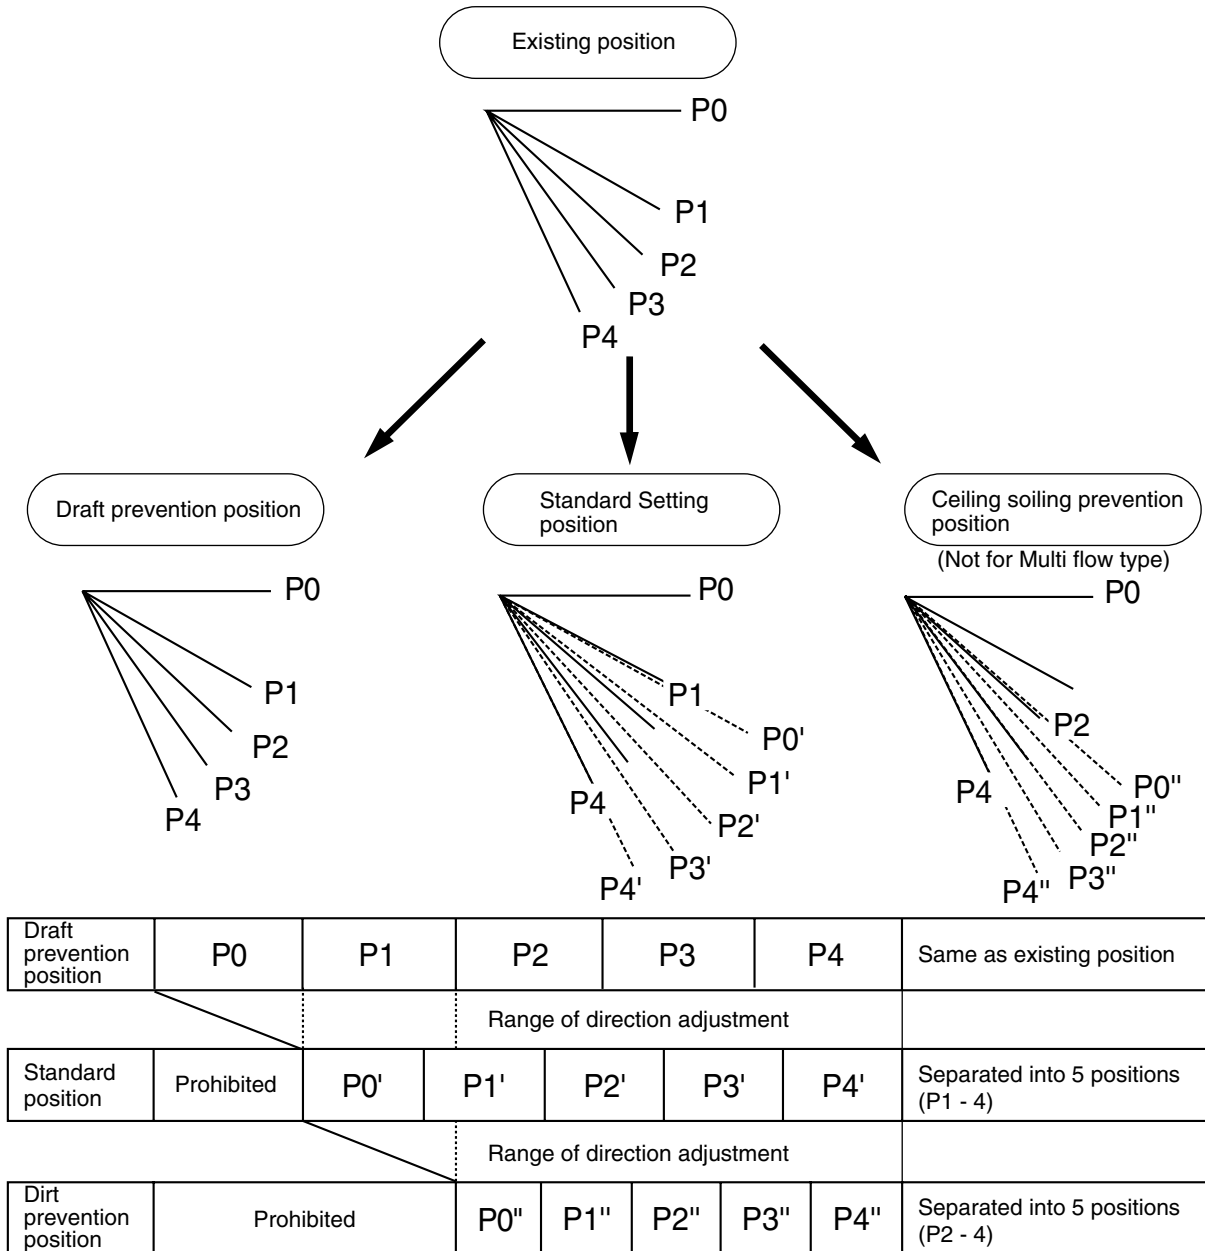 Existing position
P0
P1
P2
P3
P4
Draft prevention position
P0
P1
P2
P3
P4
Standard Setting
position
P0
P1
P0'
P1'
P4
P2'
P3'
P4'
Ceiling soiling prevention
position
(Not for Multi flow type)
P0
P2
P4
P0"
P1"
P2"
P3"
P4"
Draft
prevention
position
P0
P1
P2
P3
P4
Same as existing position
Range of direction adjustment
Standard
position
Prohibited
P0'
P1'
P2'
P3'
P4'
Separated into 5 positions
(P1 - 4)
Range of direction adjustment
Dirt
prevention
position
Prohibited
P0"
P1"
P2"
P3"
P4"
Separated into 5 positions
(P2 - 4)